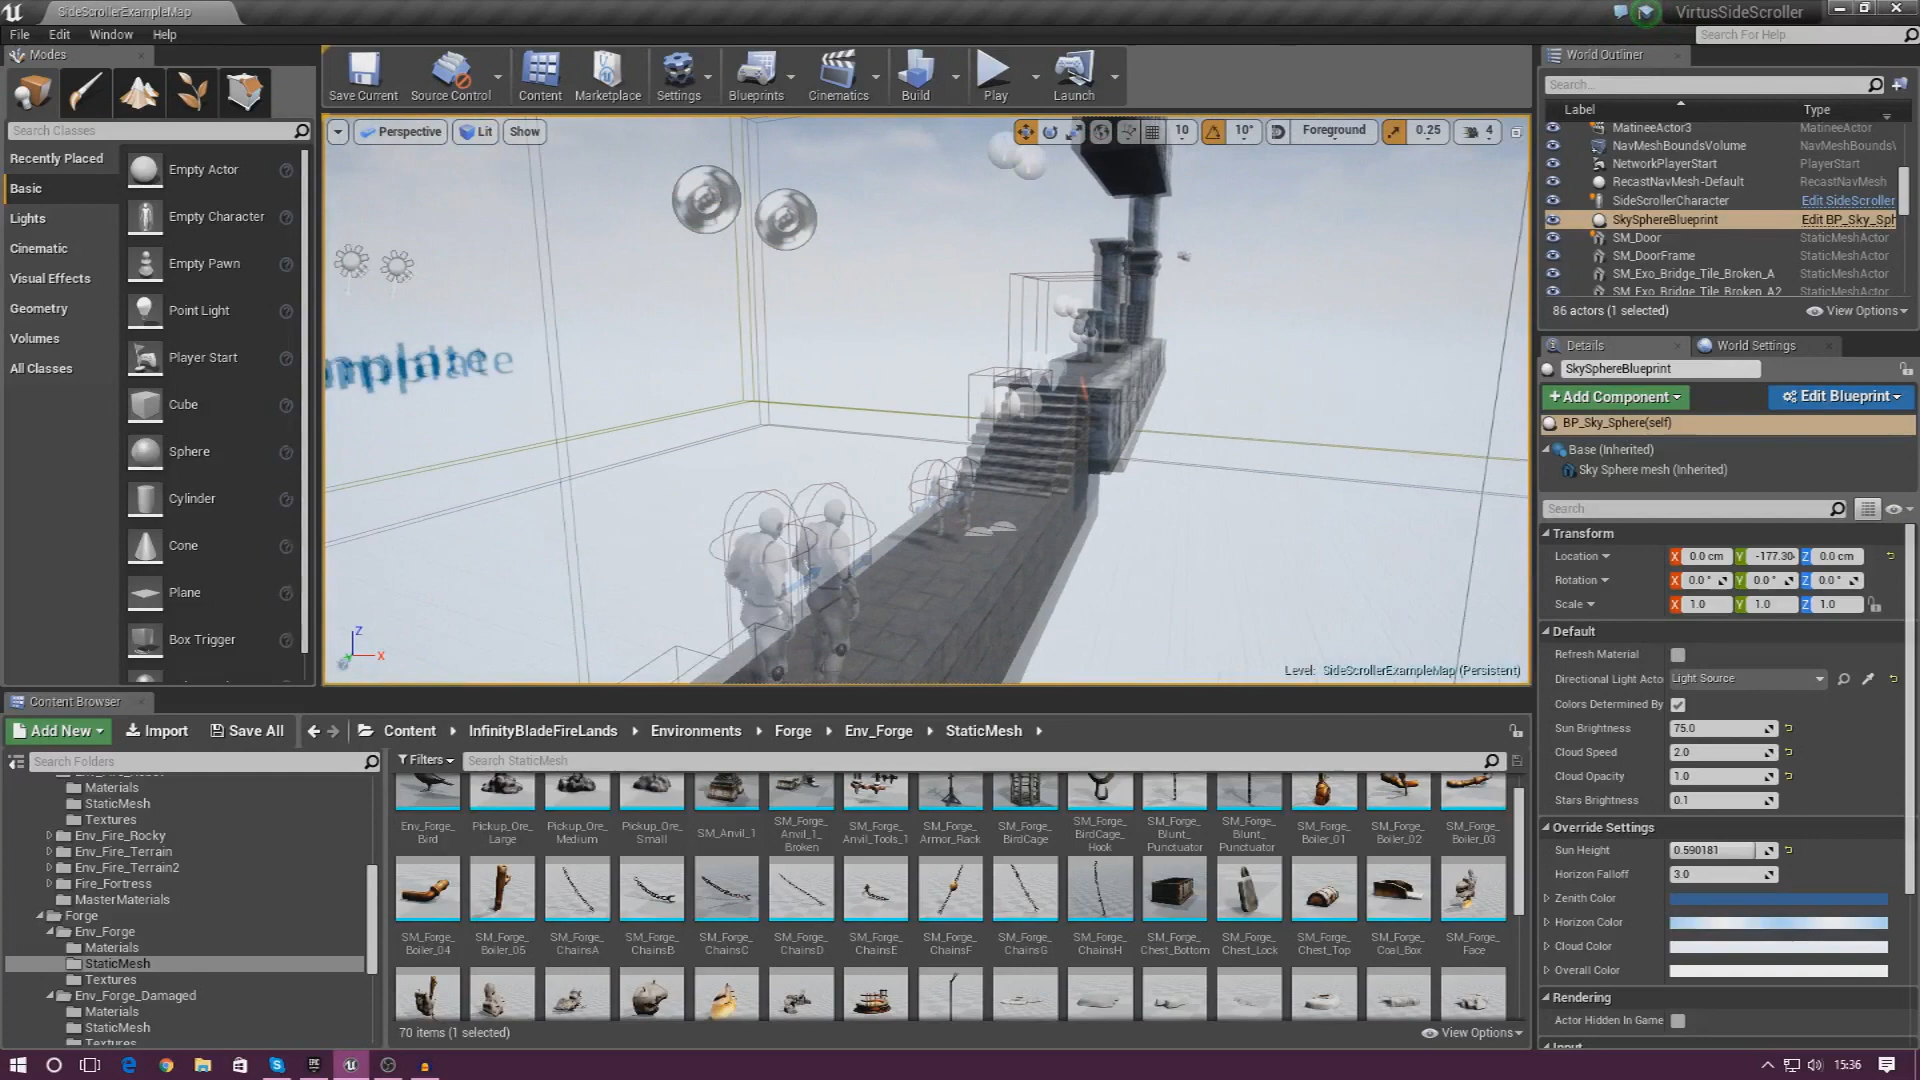 SideScrollerExampleMap
VirtusSideScroller
File Edit Window Help
Search For Help
Modes
Save Current
Source Control
Content
Marketplace
Settings
Blueprints
Cinematics
Build
Play
Launch
Search Classes
Recently Placed
Basic
Lights
Cinematic
Visual Effects
Geometry
Volumes
All Classes
Empty Actor
Empty Character
Empty Pawn
Point Light
Player Start
Cube
Sphere
Cylinder
Cone
Plane
Box Trigger
Perspective
Lit
Show
10
10°
Foreground
0.25
4
Z
X
Level: SideScrollerExampleMap (Persistent)
World Outliner
Search...
Label Type
MatineeActor3 MatineeActor
NavMeshBoundsVolume NavMeshBoundsV
NetworkPlayerStart PlayerStart
RecastNavMesh-Default RecastNavMesh
SideScrollerCharacter Edit SideScroller
SkySphereBlueprint Edit BP_Sky_Sph
SM_Door StaticMeshActor
SM_DoorFrame StaticMeshActor
SM_Exo_Bridge_Tile_Broken_A StaticMeshActor
SM_Exo_Bridge_Tile_Broken_A2 StaticMeshActor
86 actors (1 selected)
View Options
Details
World Settings
SkySphereBlueprint
+Add Component
Edit Blueprint
BP_Sky_Sphere(self)
Base (Inherited)
Sky Sphere mesh (Inherited)
Search
Transform
Location X 0.0 cm Y -177.30 Z 0.0 cm
Rotation X 0.0 ° Y 0.0 ° Z 0.0 °
Scale X 1.0 Y 1.0 Z 1.0
Default
Refresh Material
Directional Light Actor Light Source
Colors Determined By
Sun Brightness 75.0
Cloud Speed 2.0
Cloud Opacity 1.0
Stars Brightness 0.1
Override Settings
Sun Height 0.590181
Horizon Falloff 3.0
Zenith Color
Horizon Color
Cloud Color
Overall Color
Rendering
Actor Hidden In Game
Input
Content Browser
Add New
Import
Save All
Content InfinityBladeFireLands Environments Forge Env_Forge StaticMesh
Search Folders
Filters
Search StaticMesh
Materials
StaticMesh
Textures
Env_Fire_Rocky
Env_Fire_Terrain
Env_Fire_Terrain2
Fire_Fortress
MasterMaterials
Forge
Env_Forge
Materials
StaticMesh
Textures
Env_Forge_Damaged
Materials
StaticMesh
Textures
Env_Forge_Bird
Pickup_Ore_Large
Pickup_Ore_Medium
Pickup_Ore_Small
SM_Anvil_1
SM_Forge_Anvil_1_Broken
SM_Forge_Anvil_Tools_1
SM_Forge_Armor_Rack
SM_Forge_BirdCage
SM_Forge_BirdCage_Hook
SM_Forge_Blunt_Punctuator
SM_Forge_Blunt_Punctuator
SM_Forge_Boiler_01
SM_Forge_Boiler_02
SM_Forge_Boiler_03
SM_Forge_Boiler_04
SM_Forge_Boiler_05
SM_Forge_ChainsA
SM_Forge_ChainsB
SM_Forge_ChainsC
SM_Forge_ChainsD
SM_Forge_ChainsE
SM_Forge_ChainsF
SM_Forge_ChainsG
SM_Forge_ChainsH
SM_Forge_Chest_Bottom
SM_Forge_Chest_Lock
SM_Forge_Chest_Top
SM_Forge_Coal_Box
SM_Forge_Face
70 items (1 selected)
View Options
15:36